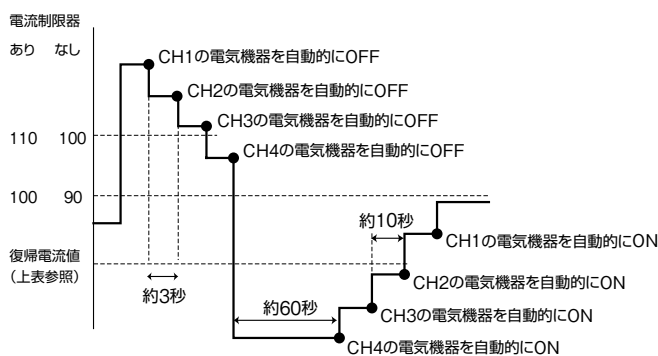 電流制限器
あり なし
CH1の電気機器を自動的にOFF
CH2の電気機器を自動的にOFF
CH3の電気機器を自動的にOFF
110 100
CH4の電気機器を自動的にOFF
100 90
約10秒
CH1の電気機器を自動的にON
復帰電流値
(上表参照)
CH2の電気機器を自動的にON
約3秒
約60秒
CH3の電気機器を自動的にON
CH4の電気機器を自動的にON